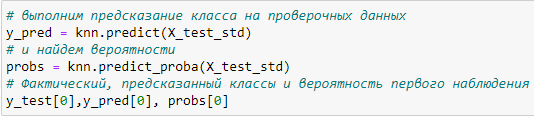 # выполним предсказание класса на проверочных данных
y_pred = knn.predict(X_test_std)
# и найдем вероятности
probs = knn.predict_proba(X_test_std)
# Фактический, предсказанный классы и вероятность первого наблюдения
y_test[0],y_pred[0], probs[0]